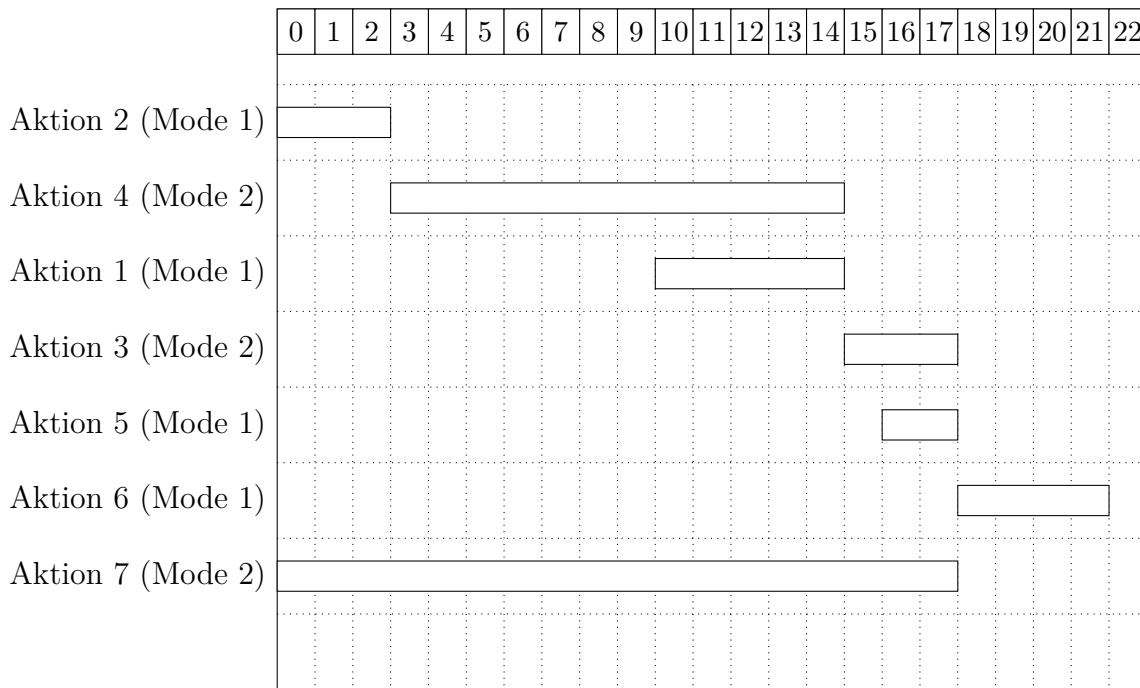 0 1 2 3 4 5 6 7 8 9 10 11 12 13 14 15 16 17 18 19 20 21 22
Aktion 2 (Mode 1)
Aktion 4 (Mode 2)
Aktion 1 (Mode 1)
Aktion 3 (Mode 2)
Aktion 5 (Mode 1)
Aktion 6 (Mode 1)
Aktion 7 (Mode 2)